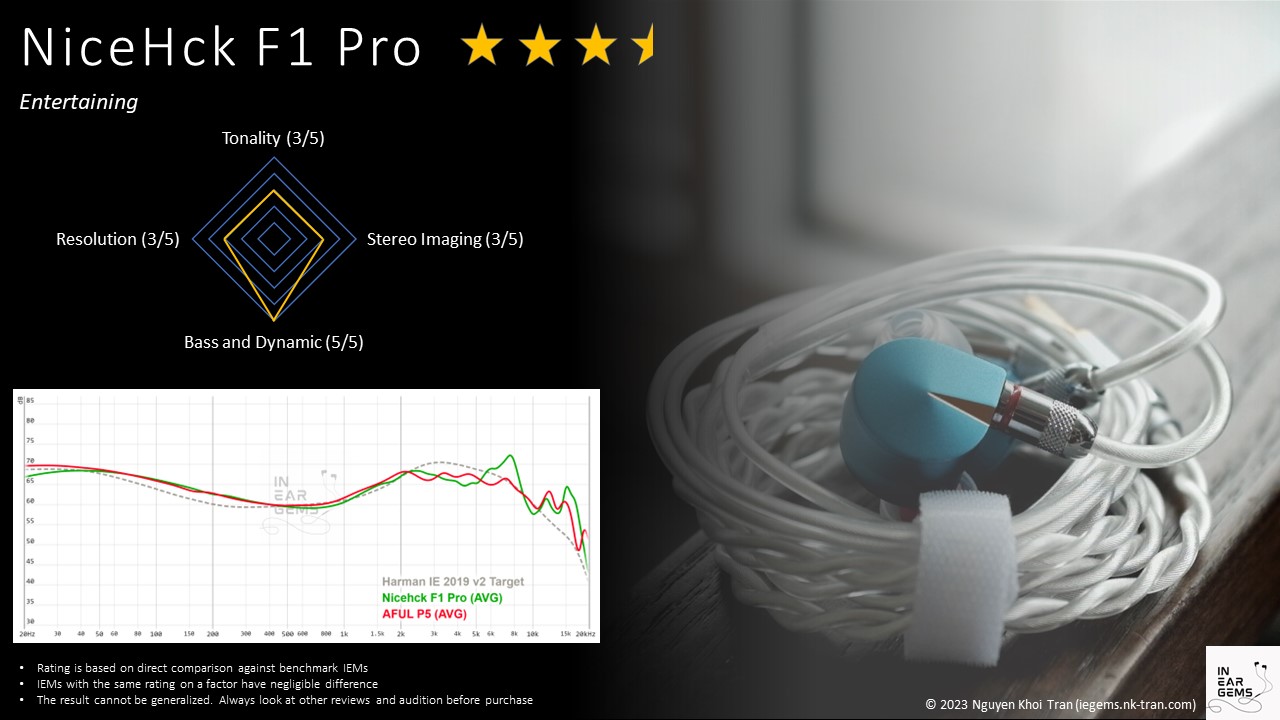 NiceHck F1 Pro
Entertaining
Tonality (3/5)
Resolution (3/5)
Stereo Imaging (3/5)
Bass and Dynamic (5/5)
dB
85
80
75
70
65
60
55
50
45
40
35
30
IN
EAR
GEMS
Harman IE 2019 v2 Target
Nicehck F1 Pro (AVG)
AFUL P5 (AVG)
20Hz 30 40 50 60 80 100 200 300 400 500 600 800 1k 1.5k 2k 3k 4k 5k 6k 8k 10k 15k 20kHz
• Rating is based on direct comparison against benchmark IEMs
• IEMs with the same rating on a factor have negligible difference
• The result cannot be generalized. Always look at other reviews and audition before purchase
© 2023 Nguyen Khoi Tran (iegems.nk-tran.com)
IN
EAR
GEMS